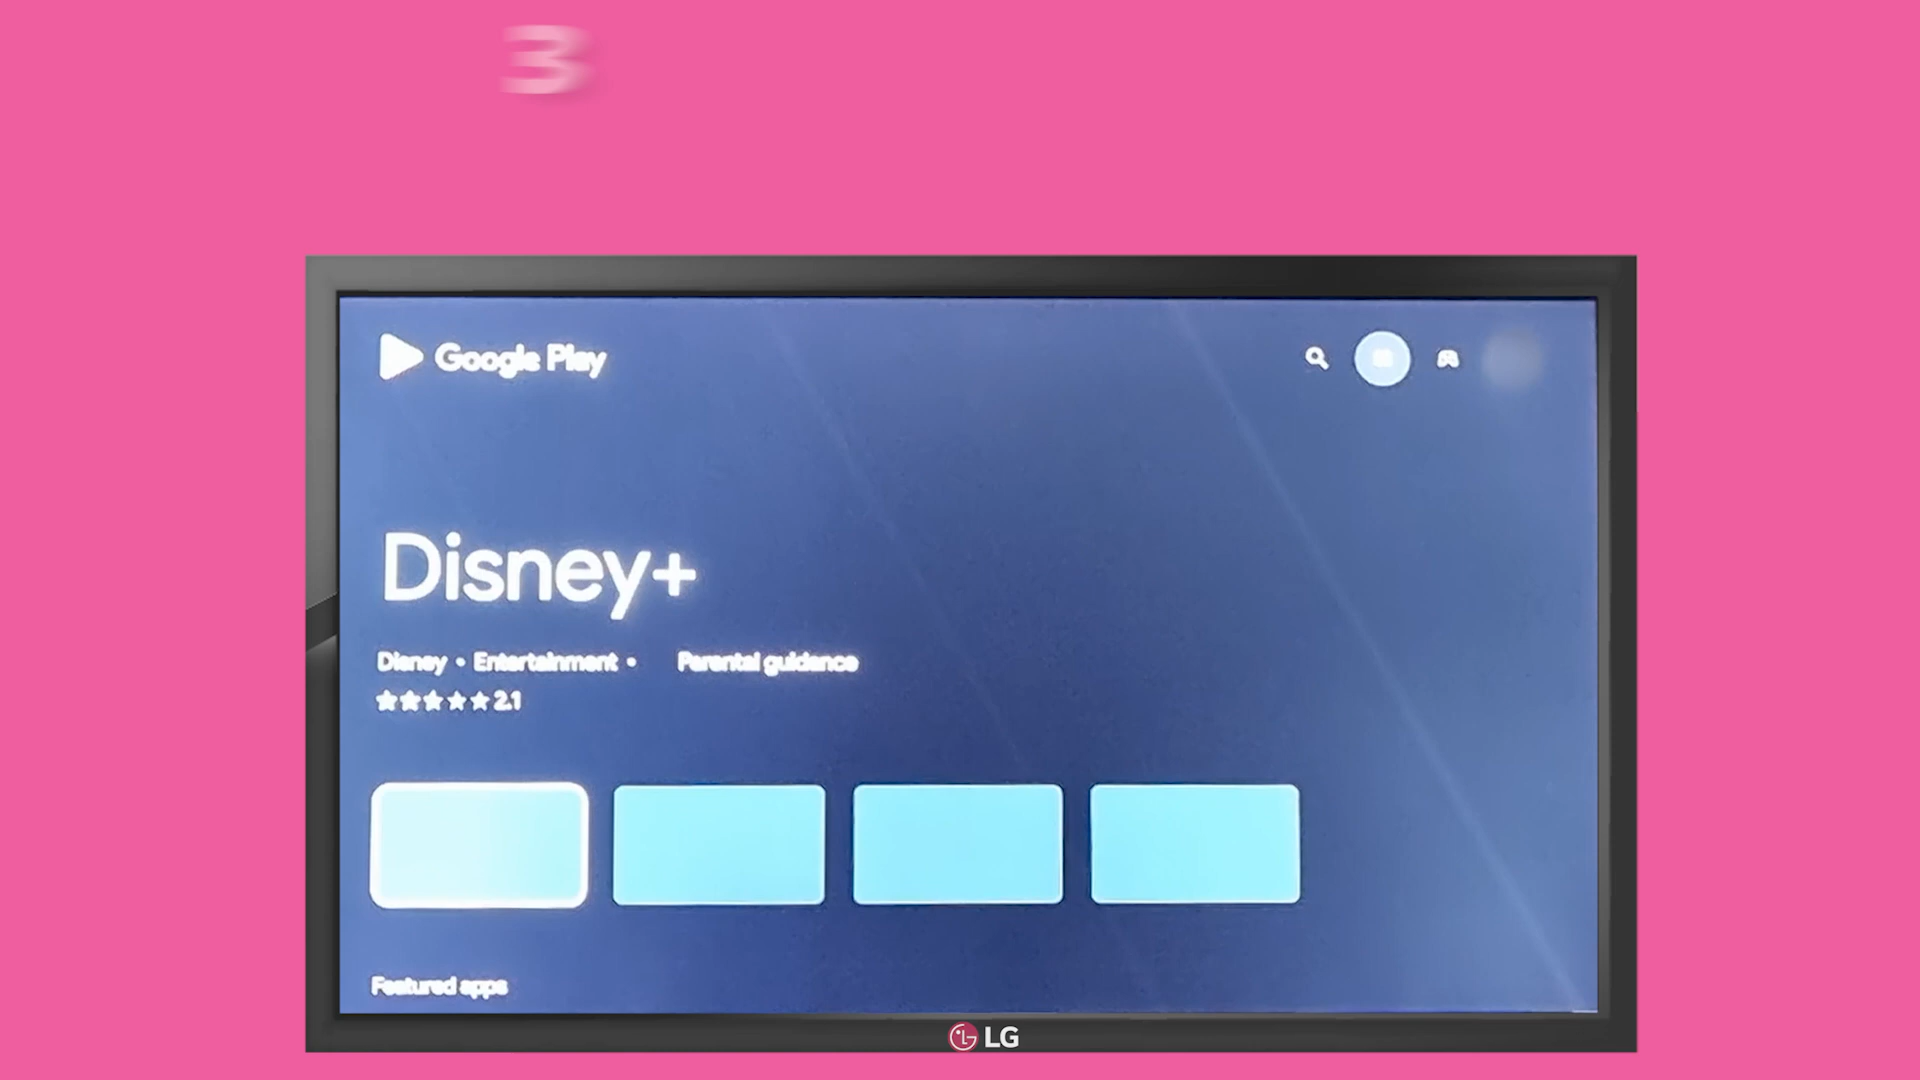 3
Google Play
Disney+
Disney • Entertainment • Parental guidance
2.1
Featured apps
LG